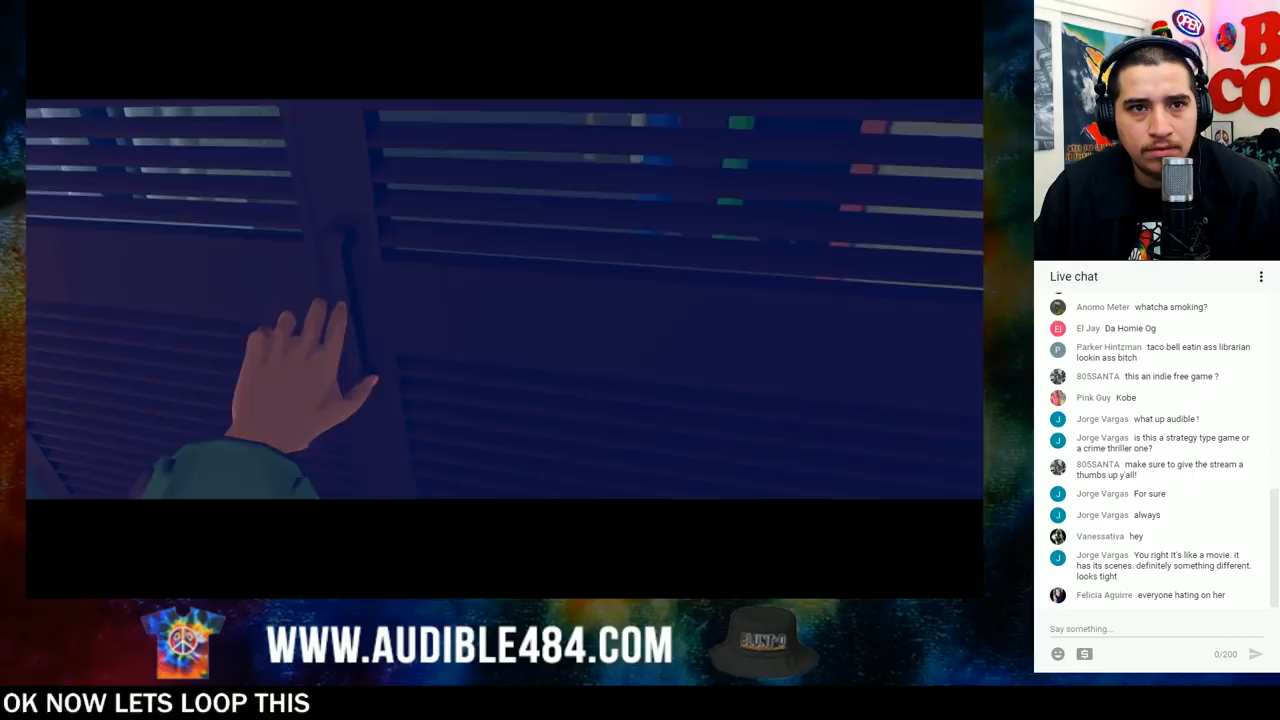 OPEN
B
CO
Live chat
Anomo Meter whatcha smoking?
El Jay Da Homie Og
Parker Hintzman taco bell eatin ass librarian
lookin ass bitch
805SANTA this an indie free game ?
Pink Guy Kobe
Jorge Vargas what up audible !
Jorge Vargas is this a strategy type game or
a crime thriller one?
805SANTA make sure to give the stream a
thumbs up y'all!
Jorge Vargas For sure
Jorge Vargas always
Vanessativa hey
Jorge Vargas You right It's like a movie. it
has its scenes. definitely something different.
looks tight
Felicia Aguirre everyone hating on her
Say something...
0/200
WWW.AUDIBLE484.COM
OK NOW LETS LOOP THIS